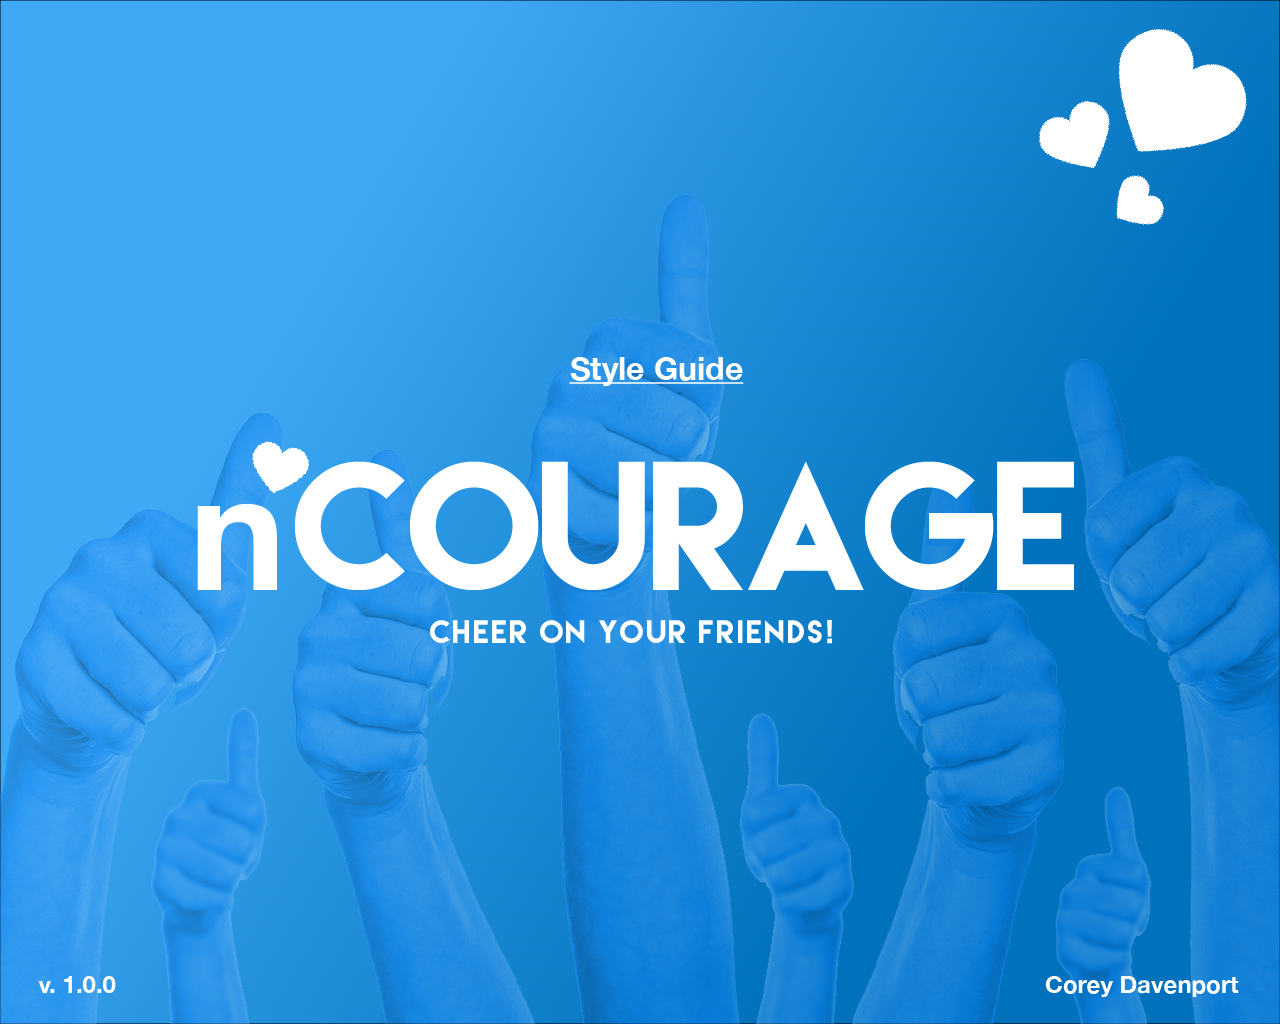 Style Guide
nCOURAGE
CHEER ON YOUR FRIENDS!
v. 1.0.0
Corey Davenport